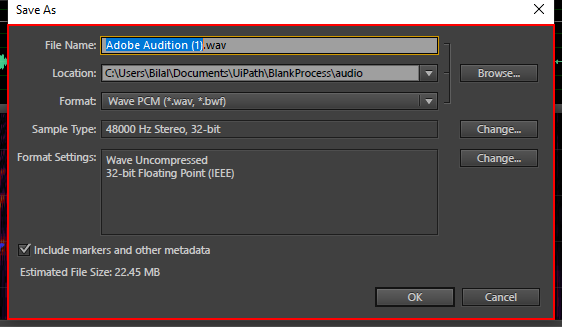 Save As
File Name: Adobe Audition (1).wav
Location: C:\Users\Bilal\Documents\UiPath\BlankProcess\audio Browse...
Format: Wave PCM (*.wav, *.bwf)
Sample Type: 48000 Hz Stereo, 32-bit Change...
Format Settings: Wave Uncompressed Change...
32-bit Floating Point (IEEE)
Include markers and other metadata
Estimated File Size: 22.45 MB
OK Cancel